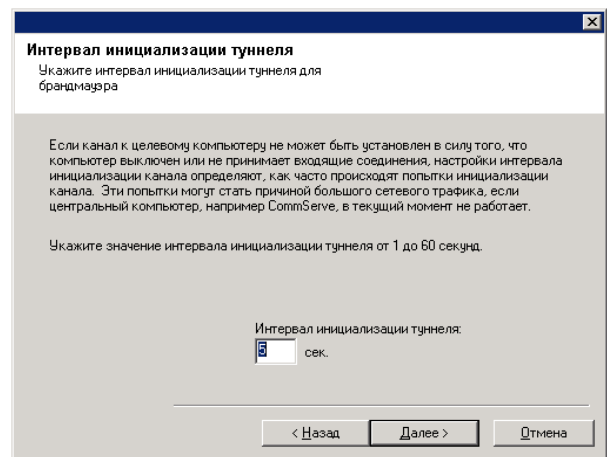 Интервал инициализации туннеля
Укажите интервал инициализации туннеля для
брандмауэра
Если канал к целевому компьютеру не может быть установлен в силу того, что
компьютер выключен или не принимает входящие соединения, настройки интервала
инициализации канала определяют, как часто происходят попытки инициализации
канала. Эти попытки могут стать причиной большого сетевого трафика, если
центральный компьютер, например CommServe, в текущий момент не работает.
Укажите значение интервала инициализации туннеля от 1 до 60 секунд.
Интервал инициализации туннеля:
5 сек.
< Назад Далее > Отмена